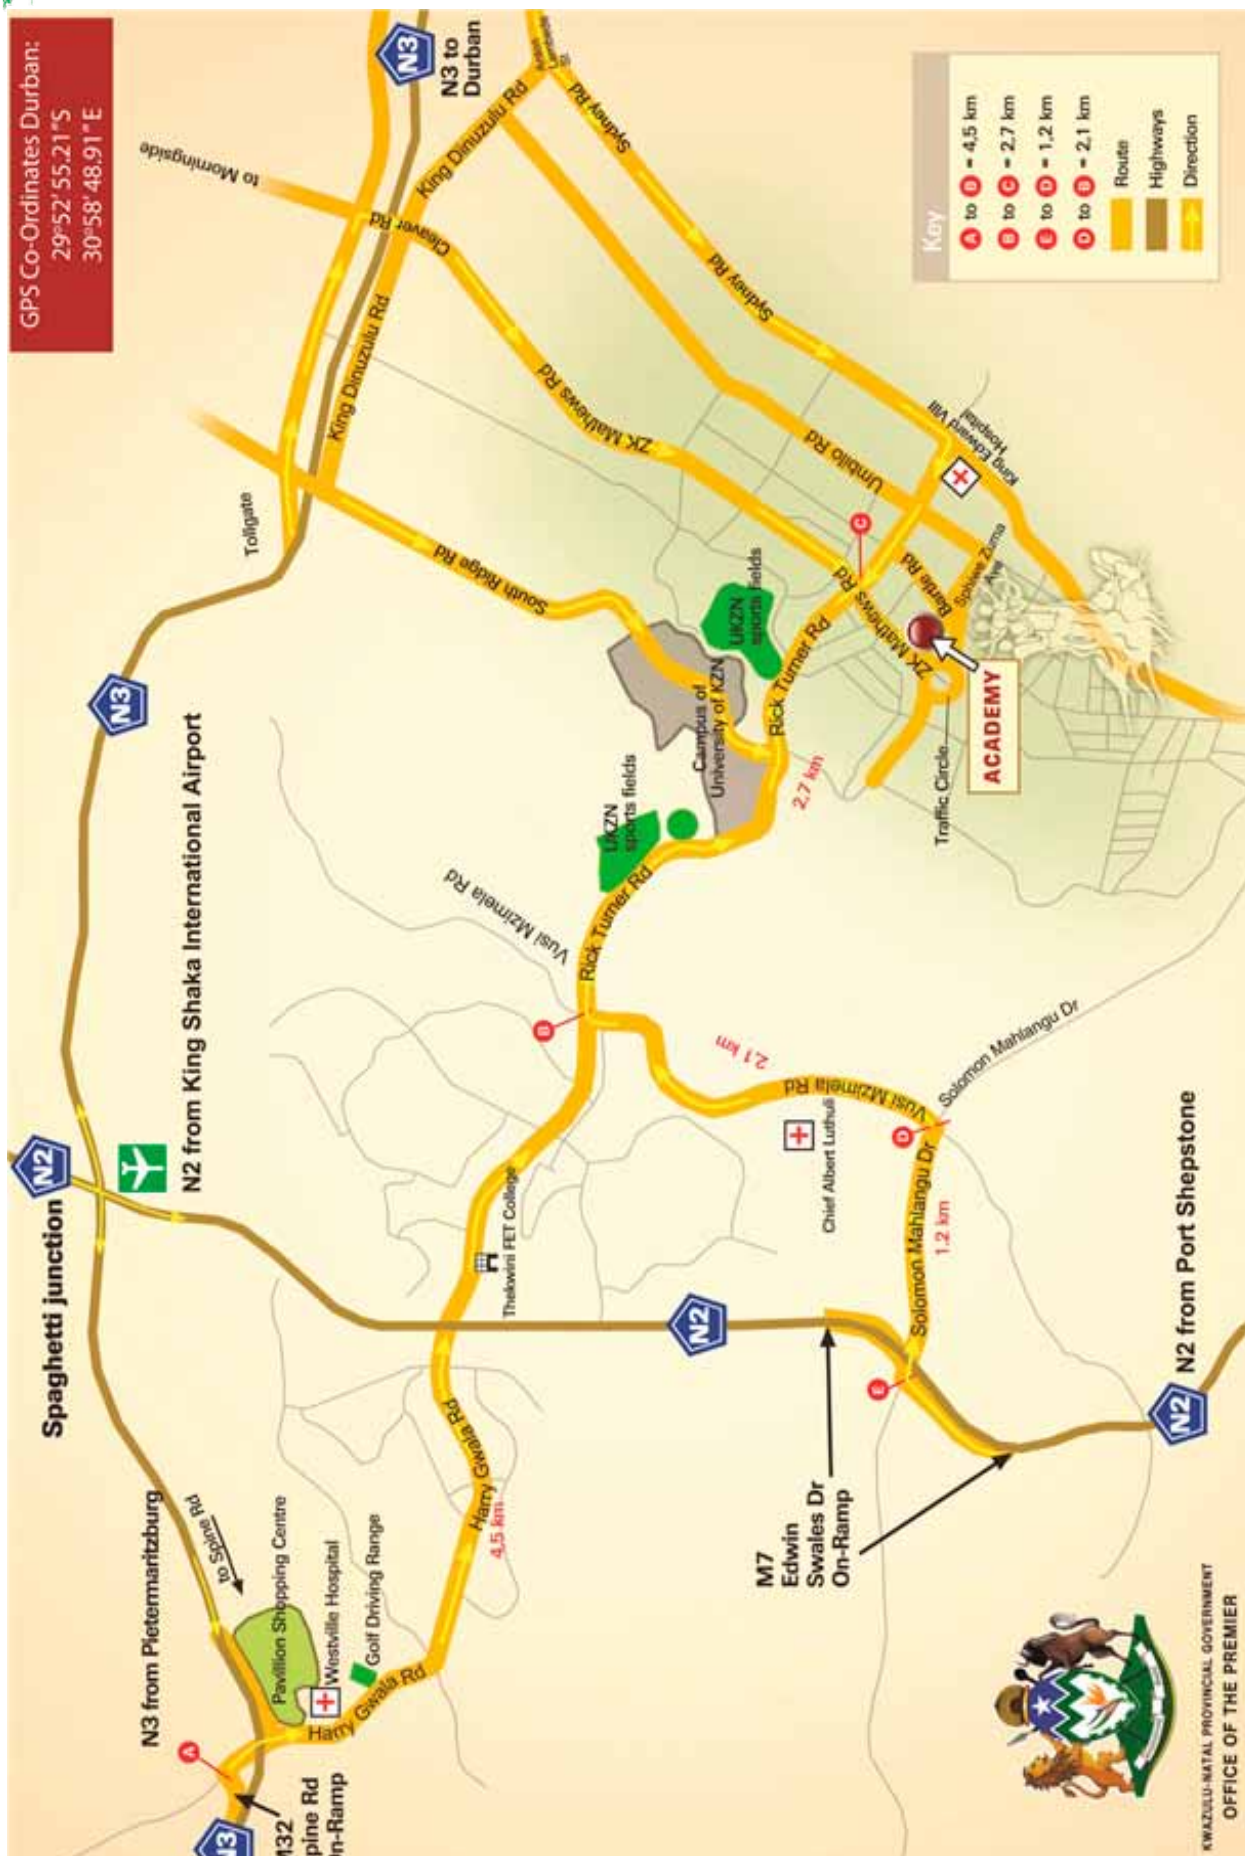 GPS Co-Ordinates Durban:
29°52' 55.21"S
30°58' 48.91"E
N3
N3 to
Durban
to Morningside
King Dinuzulu Rd
Sydney Rd
Cleaver Rd
Sydney Rd
King Dinuzulu Rd
Key
A to B = 4,5 km
B to C = 2,7 km
E to D = 1,2 km
D to B = 2,1 km
Route
Highways
Direction
Tollgate
ZK Mathews Rd
Umbilo Rd
King Edward VIII
Hospital
South Ridge Rd
C
ZK Mathews Rd
Bartle Rd
Sphiwe Zuma
Ave
UKZN
sports fields
N3
Campus of
University of KZN
Rick Turner Rd
ZK Mathews Rd
ACADEMY
Traffic Circle
2,7 km
UKZN
sports fields
N2 from King Shaka International Airport
Vusi Mzimela Rd
Rick Turner Rd
B
2,1 km
Vusi Mzimela Rd
Solomon Mahlangu Dr
D
Chief Albert Luthuli
Solomon Mahlangu Dr
1.2 km
Spaghetti junction
N2
Thekwini FET College
N2
E
N2 from Port Shepstone
N2
Harry Gwala Rd
Harry Gwala Rd
4,5 km
M7
Edwin
Swales Dr
On-Ramp
N3 from Pietermaritzburg
to Spine Rd
Pavillion Shopping Centre
Westville Hospital
Golf Driving Range
Harry Gwala Rd
A
N3
M32
pine Rd
n-Ramp
KWAZULU-NATAL PROVINCIAL GOVERNMENT
OFFICE OF THE PREMIER